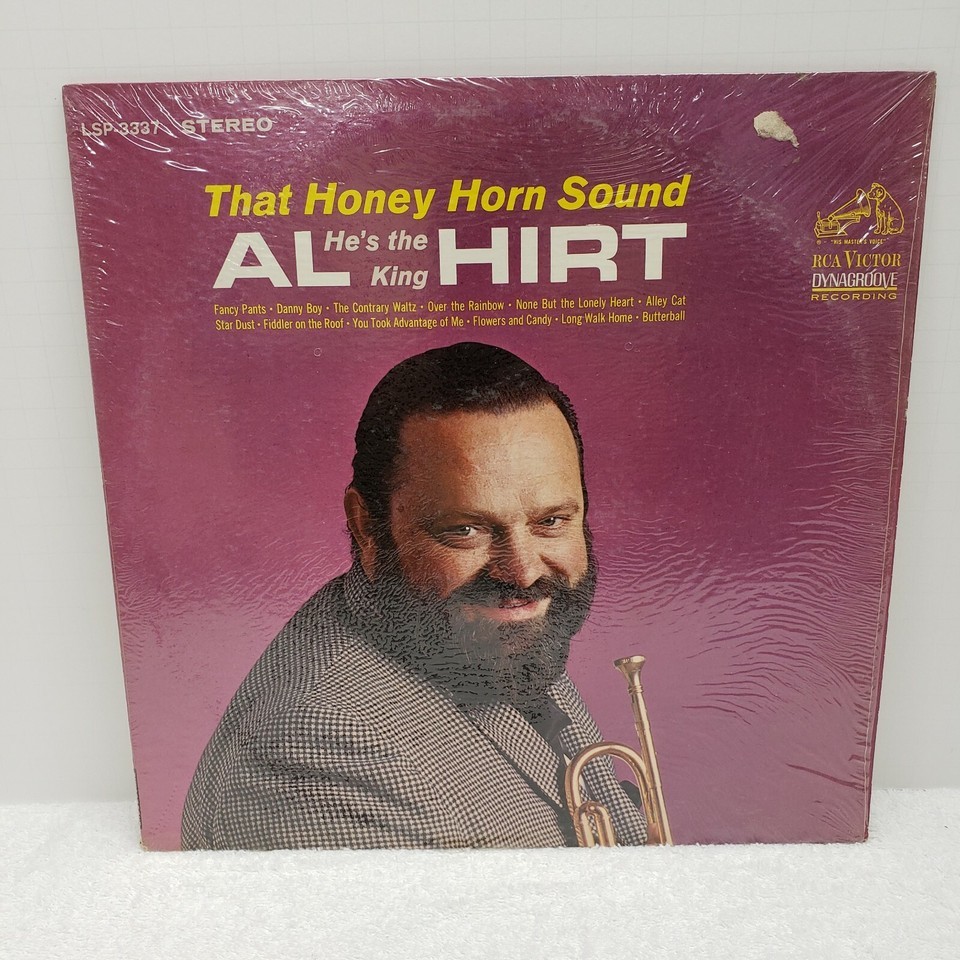 LSP-3337 STEREO
That Honey Horn Sound
AL He's the King HIRT
Fancy Pants • Danny Boy • The Contrary Waltz • Over the Rainbow • None But the Lonely Heart • Alley Cat
Star Dust • Fiddler on the Roof • You Took Advantage of Me • Flowers and Candy • Long Walk Home • Butterball
® "HIS MASTER'S VOICE"
RCA VICTOR
DYNAGROOVE
RECORDING